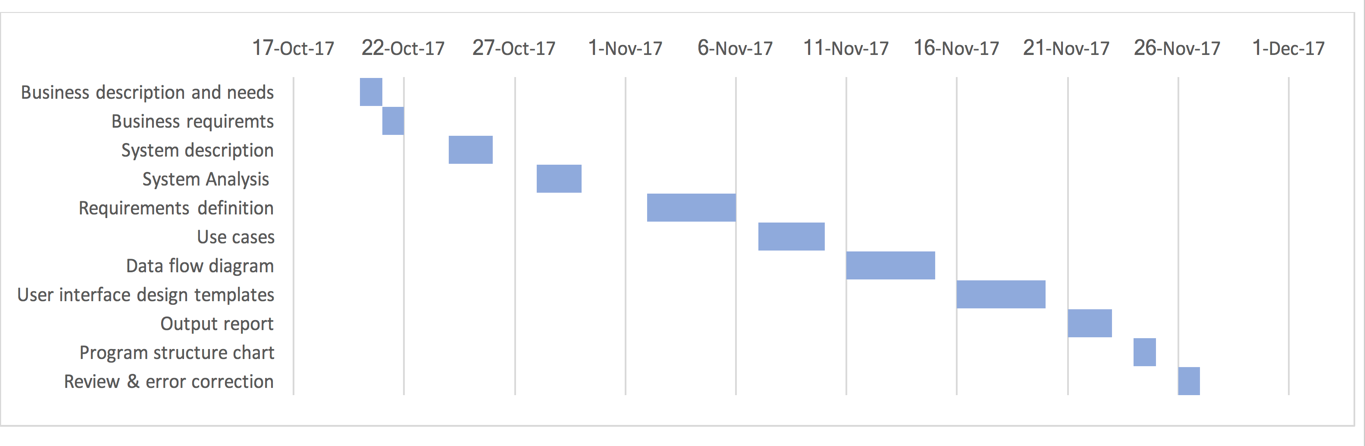 17-Oct-17 22-Oct-17 27-Oct-17 1-Nov-17 6-Nov-17 11-Nov-17 16-Nov-17 21-Nov-17 26-Nov-17 1-Dec-17
Business description and needs
Business requiremts
System description
System Analysis
Requirements definition
Use cases
Data flow diagram
User interface design templates
Output report
Program structure chart
Review & error correction